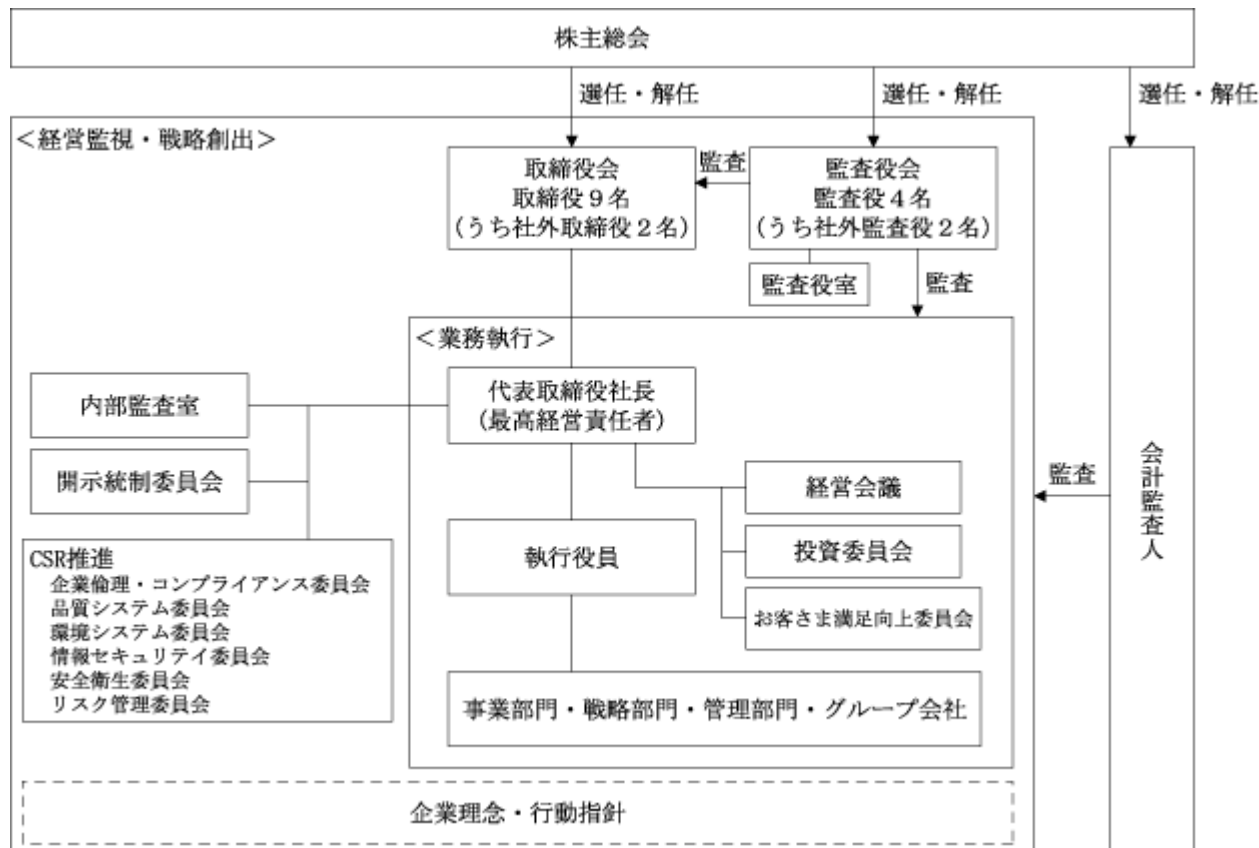 株主総会
選任・解任
選任・解任
選任・解任
＜経営監視・戦略創出＞
取締役会
取締役９名
(うち社外取締役２名)
監査
監査役会
監査役４名
(うち社外監査役２名)
監査役室
監査
＜業務執行＞
内部監査室
代表取締役社長
(最高経営責任者)
開示統制委員会
経営会議
監査
会計監査人
執行役員
投資委員会
お客さま満足向上委員会
CSR推進
企業倫理・コンプライアンス委員会
品質システム委員会
環境システム委員会
情報セキュリテイ委員会
安全衛生委員会
リスク管理委員会
事業部門・戦略部門・管理部門・グループ会社
企業理念・行動指針